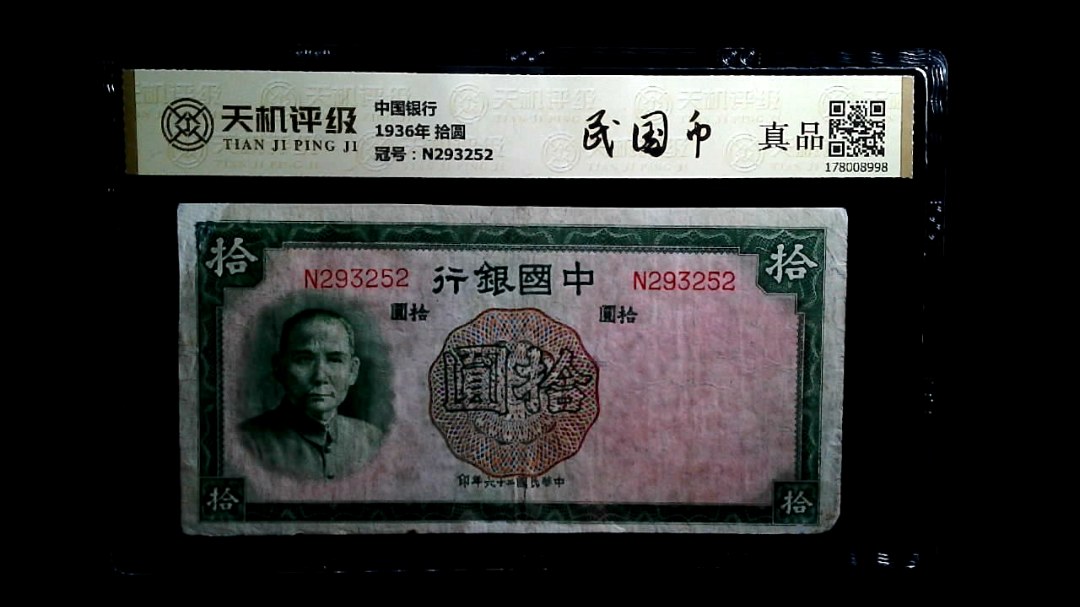 天机评级
TIAN JI PING JI
中国银行
1936年 拾圆
冠号：N293252
民国币
真品
178008998
拾
拾
N293252
中國銀行
N293252
拾圓
拾圓
拾圓
中華民國二十六年印
拾
拾